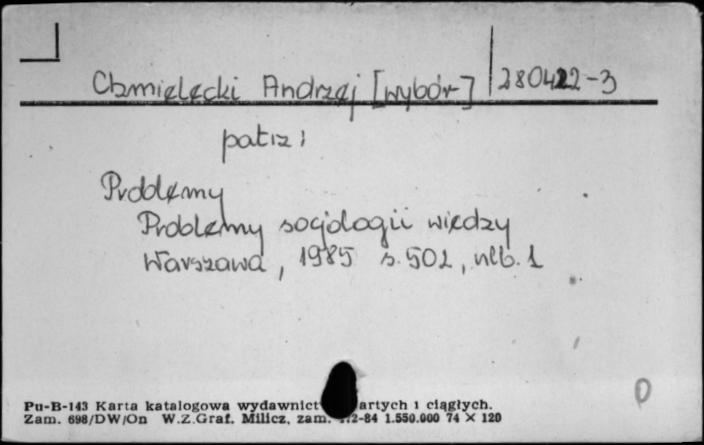 Chmielecki Andrzej [wybór] 280422-3
patrz:
Problemy
Problemy socjologii wiedzy
Warszawa, 1985 s. 502, nlb. 1
Pu-B-143 Karta katalogowa wydawnict artych i ciągłych.
Zam. 698/DW/On W.Z.Graf. Milicz, zam. 2-84 1.550.000 74 × 120